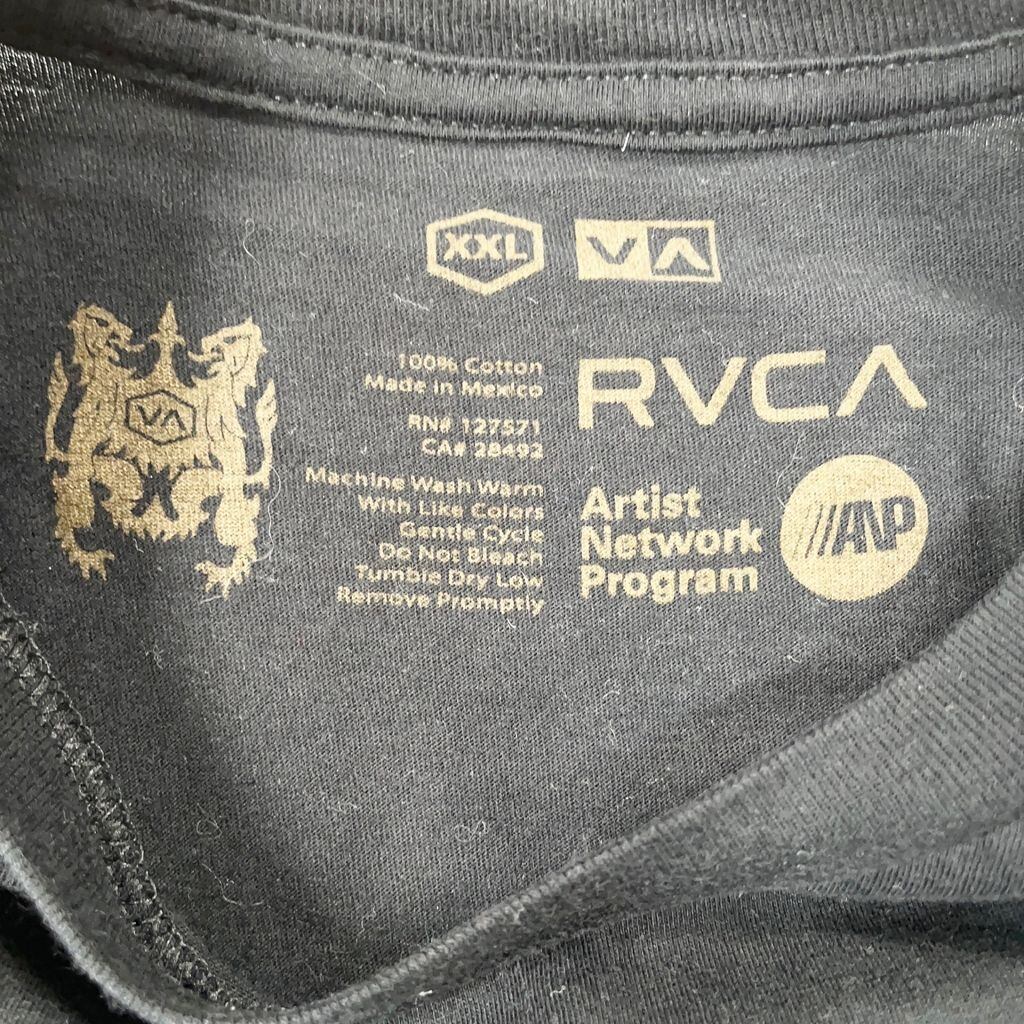 XXL
VA
VA
100% Cotton
Made in Mexico
RN# 127571
CA# 28492
Machine Wash Warm
With Like Colors
Gentle Cycle
Do Not Bleach
Tumble Dry Low
Remove Promptly
RVCA
Artist
Network
Program
ANP